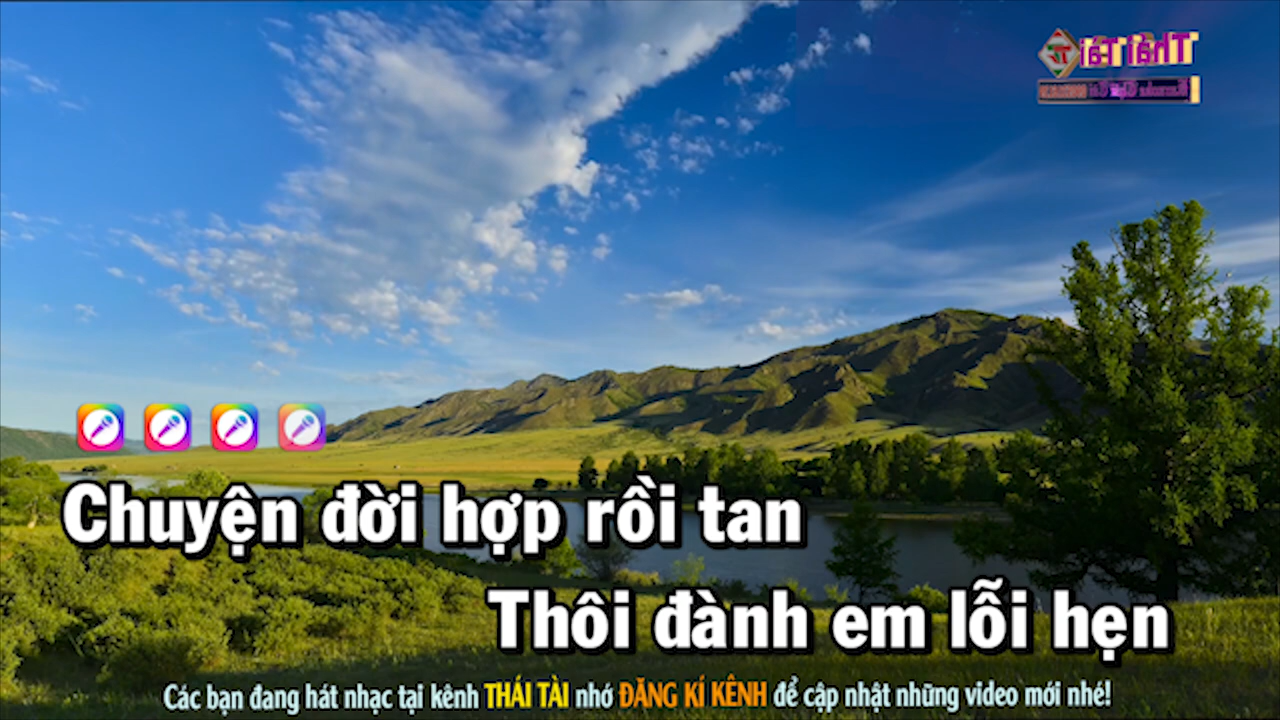 Chuyện đời hợp rồi tan
Thôi đành em lỗi hẹn
Các bạn đang hát nhạc tại kênh THÁI TÀI nhớ ĐĂNG KÍ KÊNH để cập nhật những video mới nhé!